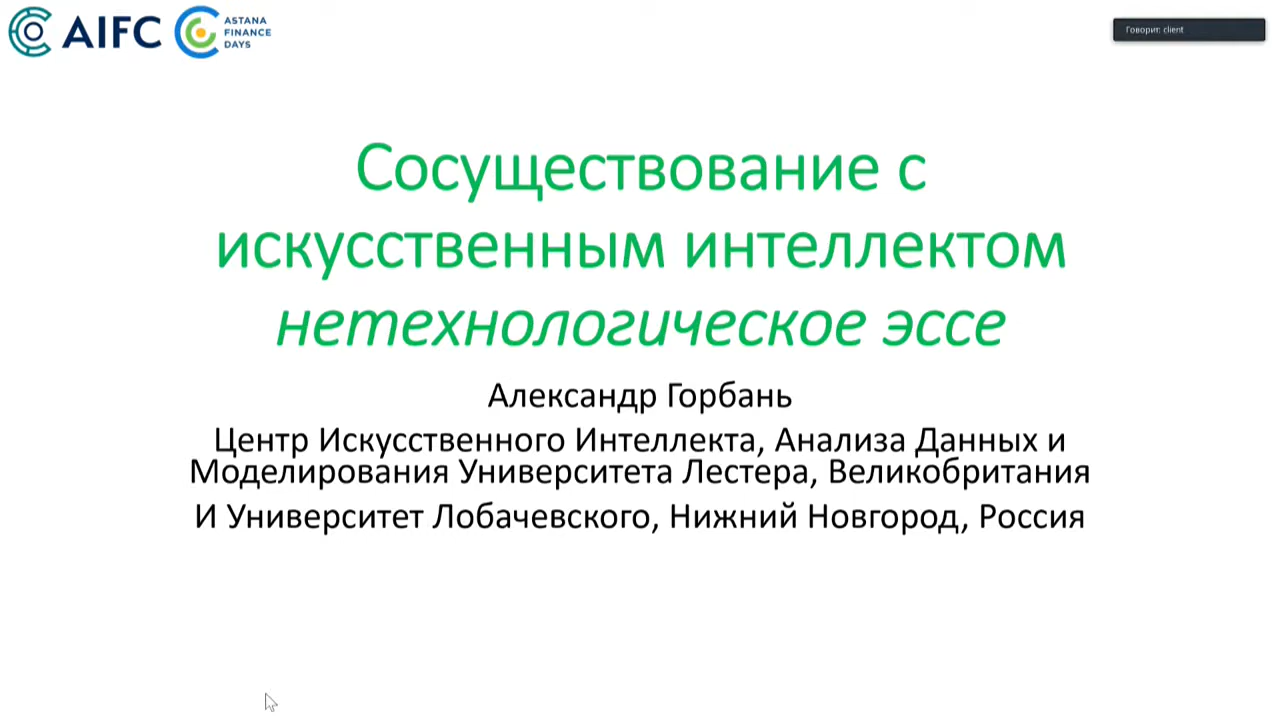 AIFC
ASTANA
FINANCE
DAYS
Говорит: client
Сосуществование с
искусственным интеллектом
нетехнологическое эссе
Александр Горбань
Центр Искусственного Интеллекта, Анализа Данных и
Моделирования Университета Лестера, Великобритания
И Университет Лобачевского, Нижний Новгород, Россия